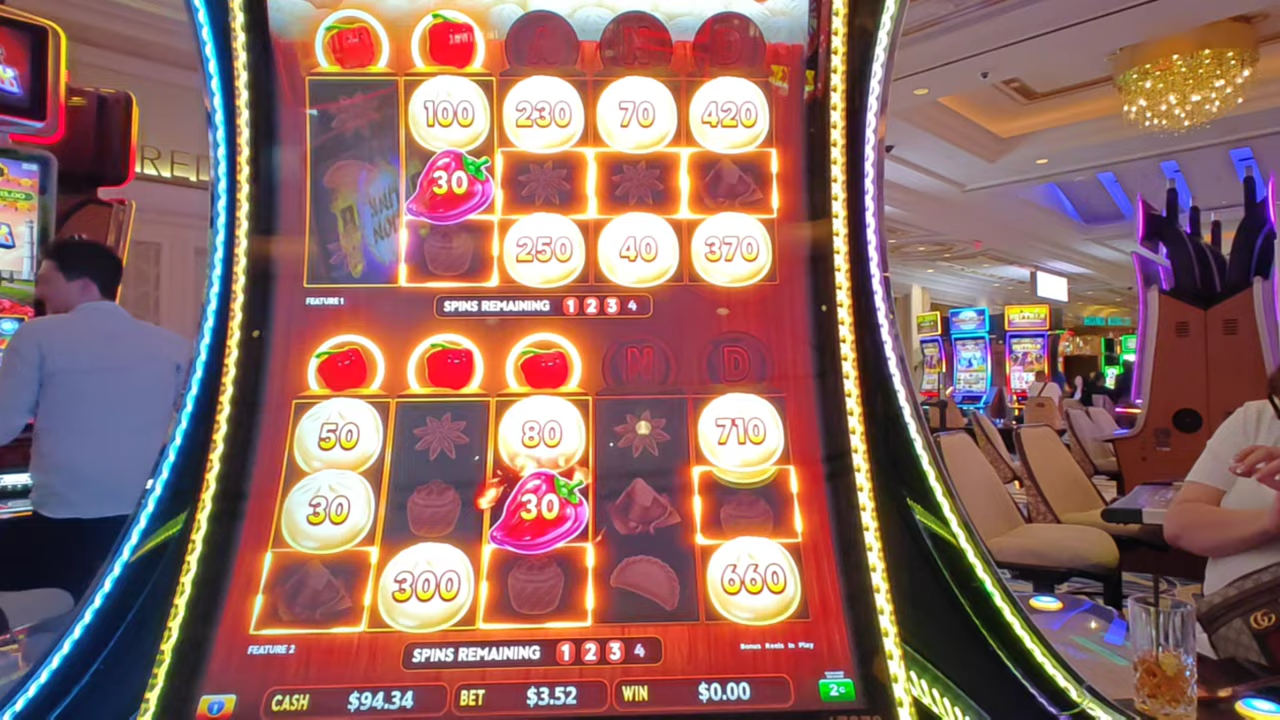 A N D
100 230 70 420
30
250 40 370
FEATURE 1
SPINS REMAINING 1 2 3 4
N D
50 80 710
30 30
300 660
FEATURE 2
SPINS REMAINING 1 2 3 4
Bonus Reels In Play
CASH $94.34 BET $3.52 WIN $0.00
2¢
RED